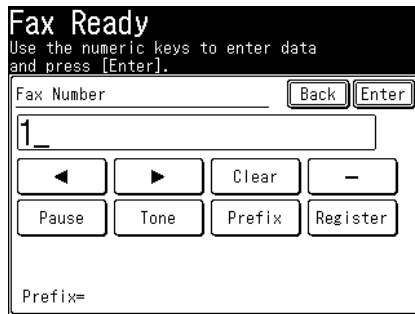 Fax Ready
Use the numeric keys to enter data
and press [Enter].
Fax Number Back Enter
1_
◀ ▶ Clear −
Pause Tone Prefix Register
Prefix=